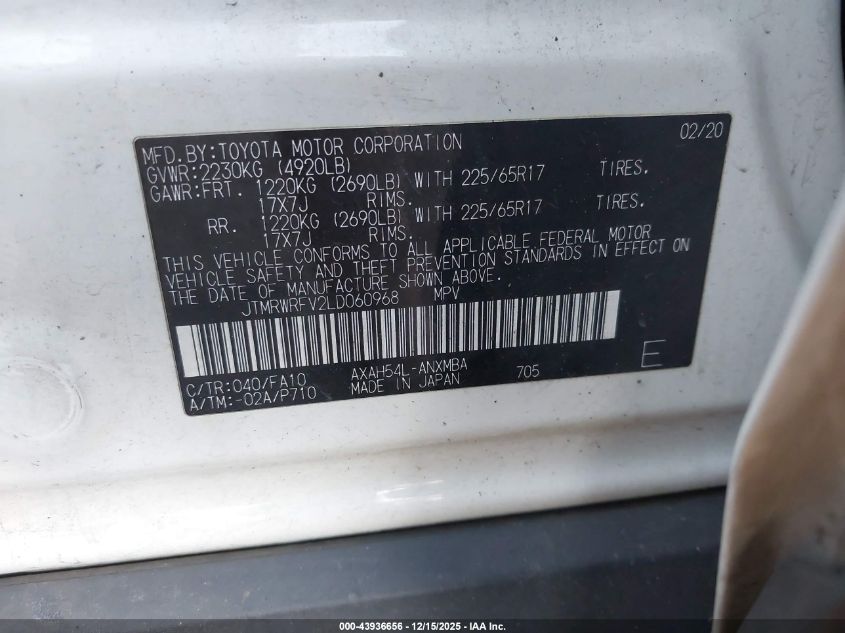 02/20
MFD.BY:TOYOTA MOTOR CORPORATION
GVWR:2230KG (4920LB)
GAWR:FRT. 1220KG (2690LB) WITH 225/65R17 TIRES.
17X7J RIMS.
RR. 1220KG (2690LB) WITH 225/65R17 TIRES.
17X7J RIMS.
THIS VEHICLE CONFORMS TO ALL APPLICABLE FEDERAL MOTOR
VEHICLE SAFETY AND THEFT PREVENTION STANDARDS IN EFFECT ON
THE DATE OF MANUFACTURE SHOWN ABOVE.
JTMRWRFV2LD060968 MPV
C/TR:040/FA10 AXAH54L-ANXMBA 705 E
A/TM:-02A/P710 MADE IN JAPAN
000-43936656 - 12/15/2025 - IAA Inc.